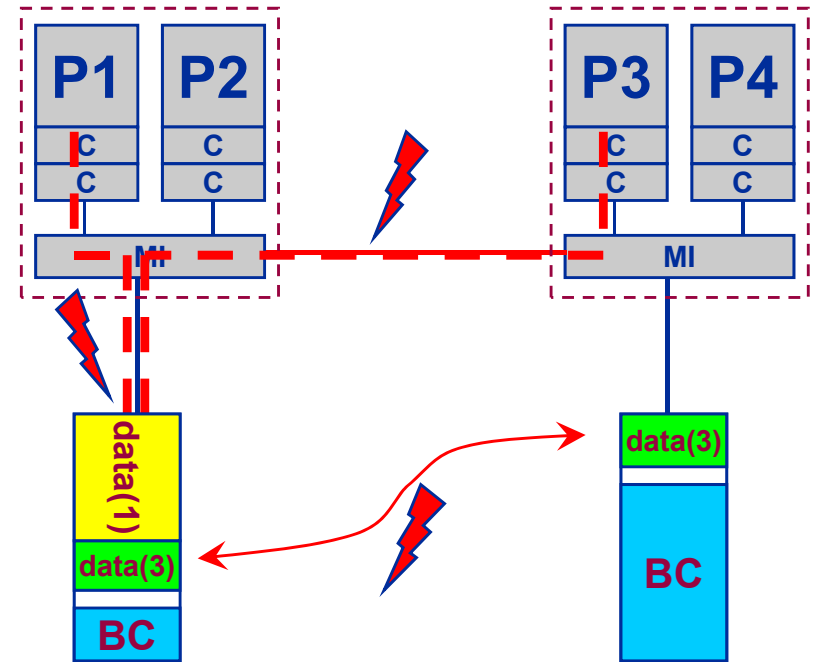 P1 P2 P3 P4
C C C C
C C C C
MI MI
data(1)
data(3)
data(3)
BC
BC